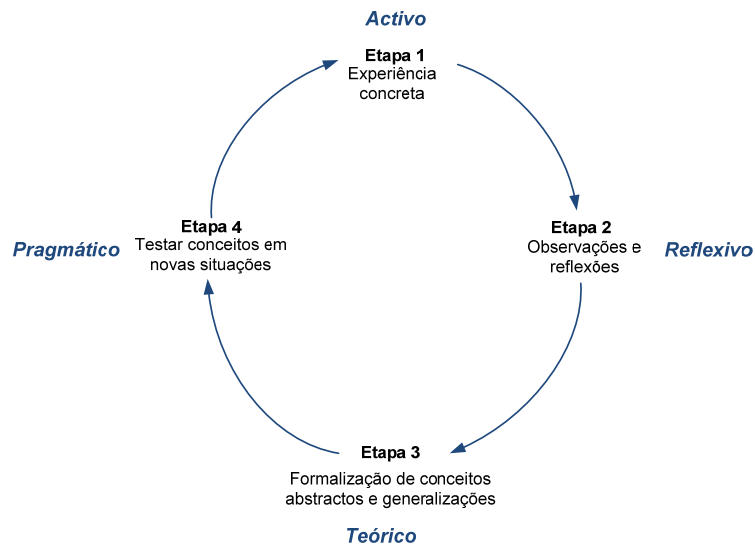 Activo
Etapa 1
Experiência
concreta
Etapa 2
Observações e
reflexões
Reflexivo
Etapa 3
Formalização de conceitos
abstractos e generalizações
Teórico
Etapa 4
Testar conceitos em
novas situações
Pragmático